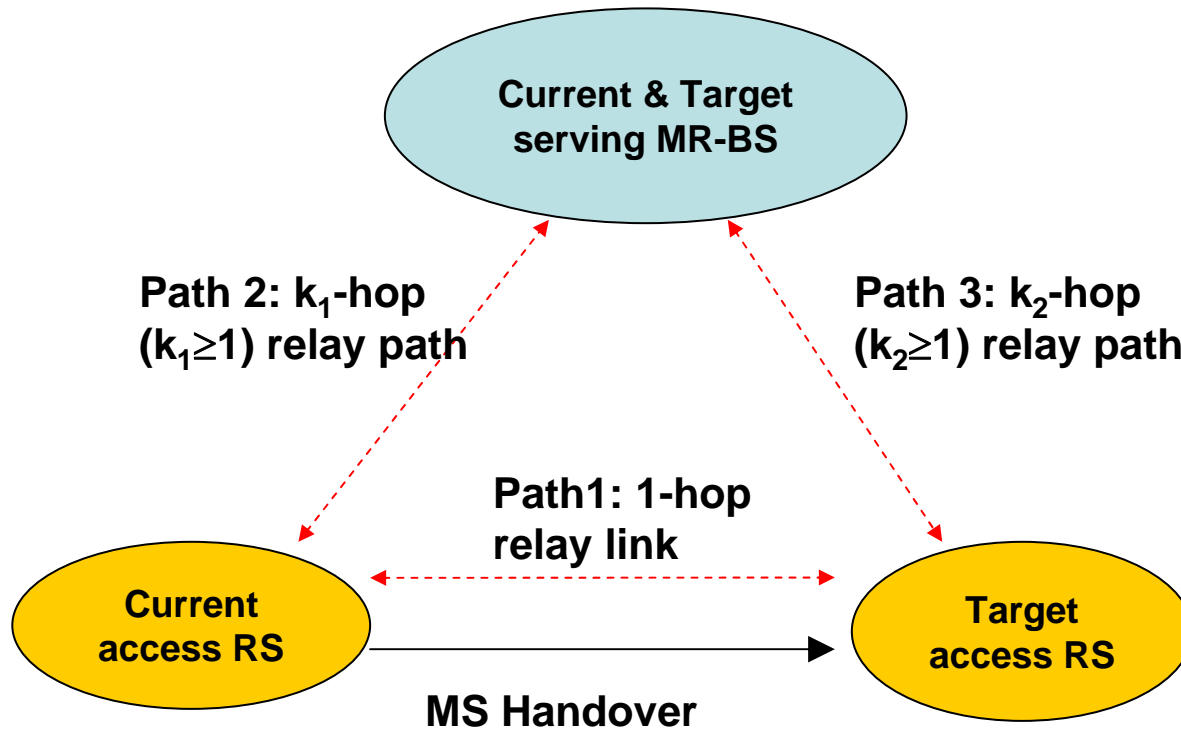 Current & Target
serving MR-BS
Path 2: k₁-hop
(k₁≥1) relay path
Path 3: k₂-hop
(k₂≥1) relay path
Path1: 1-hop
relay link
Current
access RS
Target
access RS
MS Handover